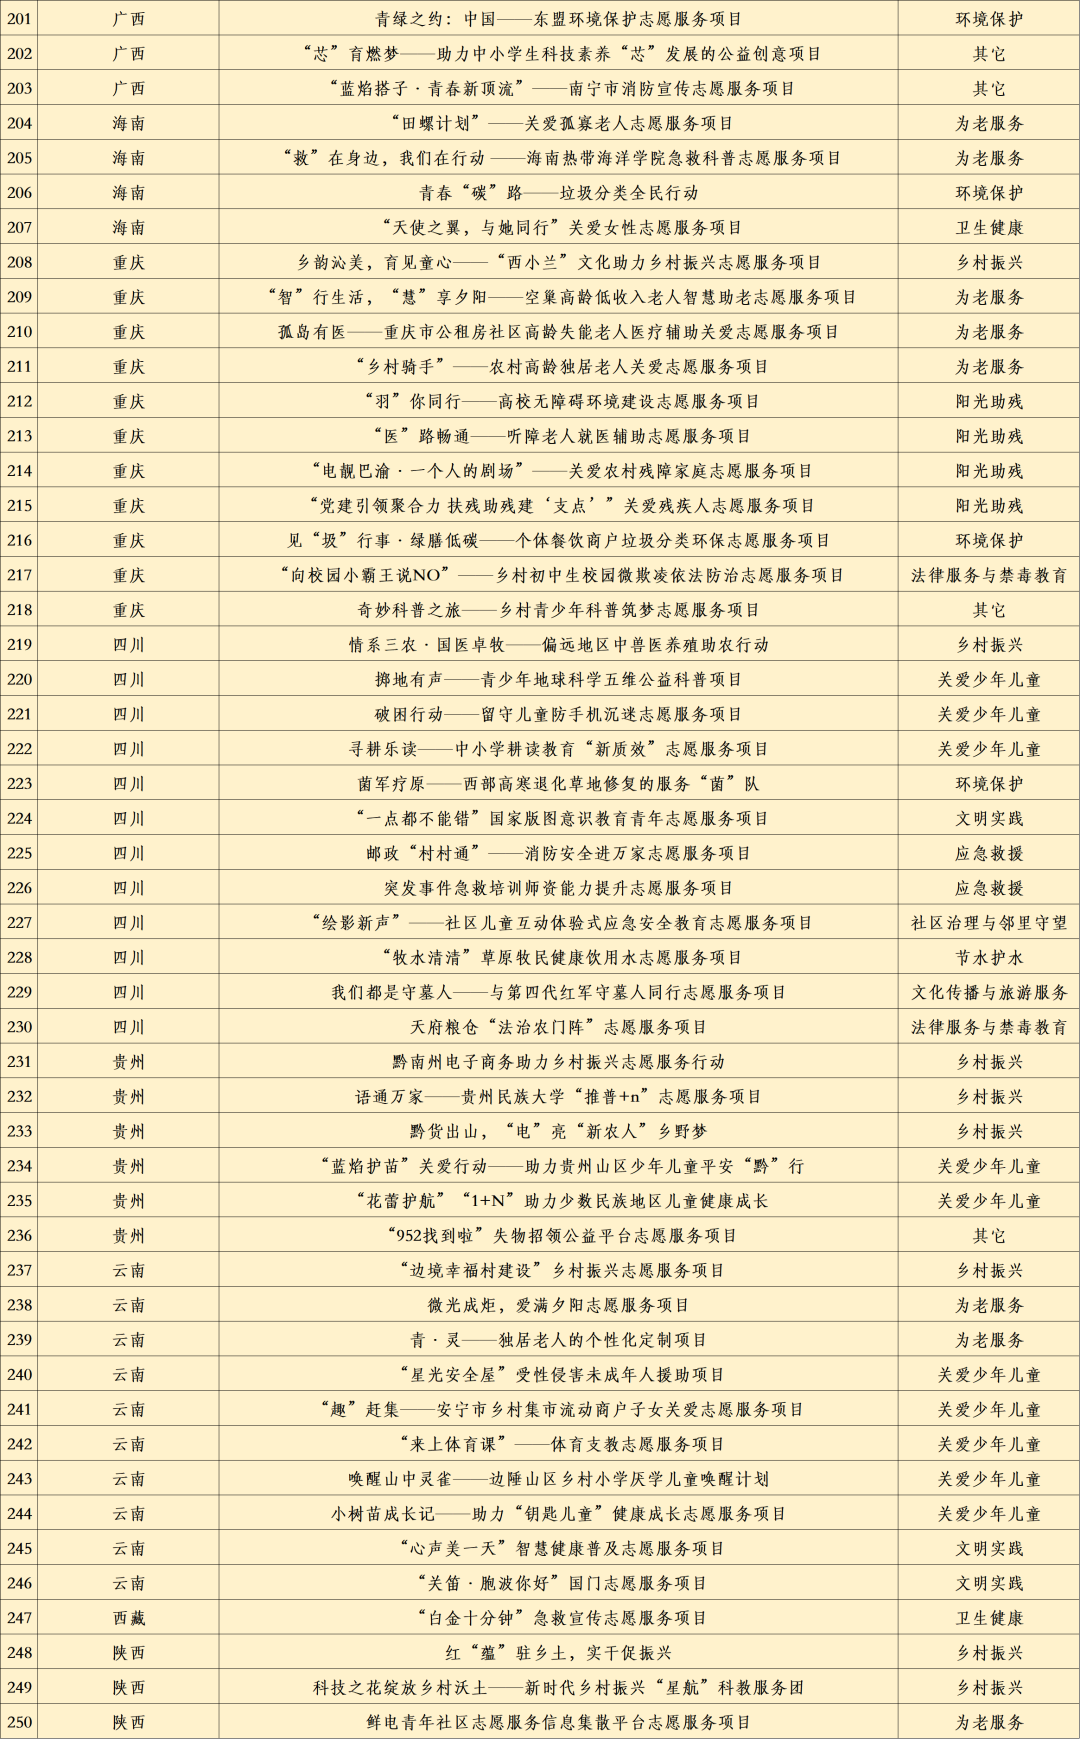 201 广西 青绿之约：中国——东盟环境保护志愿服务项目 环境保护
202 广西 “芯”育燃梦——助力中小学生科技素养“芯”发展的公益创意项目 其它
203 广西 “蓝焰搭子·青春新顶流”——南宁市消防宣传志愿服务项目 其它
204 海南 “田螺计划”——关爱孤寡老人志愿服务项目 为老服务
205 海南 “救”在身边，我们在行动 ——海南热带海洋学院急救科普志愿服务项目 为老服务
206 海南 青春“碳”路——垃圾分类全民行动 环境保护
207 海南 “天使之翼，与她同行”关爱女性志愿服务项目 卫生健康
208 重庆 乡韵沁美，育见童心——“西小兰”文化助力乡村振兴志愿服务项目 乡村振兴
209 重庆 “智”行生活，“慧”享夕阳——空巢高龄低收入老人智慧助老志愿服务项目 为老服务
210 重庆 孤岛有医——重庆市公租房社区高龄失能老人医疗辅助关爱志愿服务项目 为老服务
211 重庆 “乡村骑手”——农村高龄独居老人关爱志愿服务项目 为老服务
212 重庆 “羽”你同行——高校无障碍环境建设志愿服务项目 阳光助残
213 重庆 “医”路畅通——听障老人就医辅助志愿服务项目 阳光助残
214 重庆 “电靓巴渝·一个人的剧场”——关爱农村残障家庭志愿服务项目 阳光助残
215 重庆 “党建引领聚合力 扶残助残建‘支点’”关爱残疾人志愿服务项目 阳光助残
216 重庆 见“圾”行事·绿膳低碳——个体餐饮商户垃圾分类环保志愿服务项目 环境保护
217 重庆 “向校园小霸王说NO”——乡村初中生校园微欺凌依法防治志愿服务项目 法律服务与禁毒教育
218 重庆 奇妙科普之旅——乡村青少年科普筑梦志愿服务项目 其它
219 四川 情系三农·国医卓牧——偏远地区中兽医养殖助农行动 乡村振兴
220 四川 掷地有声——青少年地球科学五维公益科普项目 关爱少年儿童
221 四川 破困行动——留守儿童防手机沉迷志愿服务项目 关爱少年儿童
222 四川 寻耕乐读——中小学耕读教育“新质效”志愿服务项目 关爱少年儿童
223 四川 菌军疗原——西部高寒退化草地修复的服务“菌”队 环境保护
224 四川 “一点都不能错”国家版图意识教育青年志愿服务项目 文明实践
225 四川 邮政“村村通”——消防安全进万家志愿服务项目 应急救援
226 四川 突发事件急救培训师资能力提升志愿服务项目 应急救援
227 四川 “绘影新声”——社区儿童互动体验式应急安全教育志愿服务项目 社区治理与邻里守望
228 四川 “牧水清清”草原牧民健康饮用水志愿服务项目 节水护水
229 四川 我们都是守墓人——与第四代红军守墓人同行志愿服务项目 文化传播与旅游服务
230 四川 天府粮仓“法治农门阵”志愿服务项目 法律服务与禁毒教育
231 贵州 黔南州电子商务助力乡村振兴志愿服务行动 乡村振兴
232 贵州 语通万家——贵州民族大学“推普+n”志愿服务项目 乡村振兴
233 贵州 黔货出山，“电”亮“新农人”乡野梦 乡村振兴
234 贵州 “蓝焰护苗”关爱行动——助力贵州山区少年儿童平安“黔”行 关爱少年儿童
235 贵州 “花蕾护航”“1+N”助力少数民族地区儿童健康成长 关爱少年儿童
236 贵州 “952找到啦”失物招领公益平台志愿服务项目 其它
237 云南 “边境幸福村建设”乡村振兴志愿服务项目 乡村振兴
238 云南 微光成炬，爱满夕阳志愿服务项目 为老服务
239 云南 青·灵——独居老人的个性化定制项目 为老服务
240 云南 “星光安全屋”受性侵害未成年人援助项目 关爱少年儿童
241 云南 “趣”赶集——安宁市乡村集市流动商户子女关爱志愿服务项目 关爱少年儿童
242 云南 “来上体育课”——体育支教志愿服务项目 关爱少年儿童
243 云南 唤醒山中灵雀——边陲山区乡村小学厌学儿童唤醒计划 关爱少年儿童
244 云南 小树苗成长记——助力“钥匙儿童”健康成长志愿服务项目 关爱少年儿童
245 云南 “心声美一天”智慧健康普及志愿服务项目 文明实践
246 云南 “关笛·胞波你好”国门志愿服务项目 文明实践
247 西藏 “白金十分钟”急救宣传志愿服务项目 卫生健康
248 陕西 红“蕴”驻乡土，实干促振兴 乡村振兴
249 陕西 科技之花绽放乡村沃土——新时代乡村振兴“星航”科教服务团 乡村振兴
250 陕西 鲜电青年社区志愿服务信息集散平台志愿服务项目 为老服务